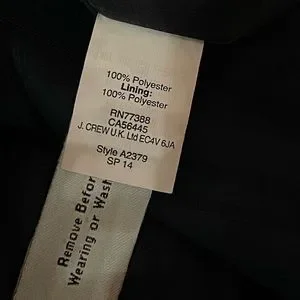 100% Polyester
Lining:
100% Polyester
RN77388
CA56445
J. CREW U.K. Ltd EC4V 6JA
Style A2379
SP 14
Remove Before
Wearing or Wash